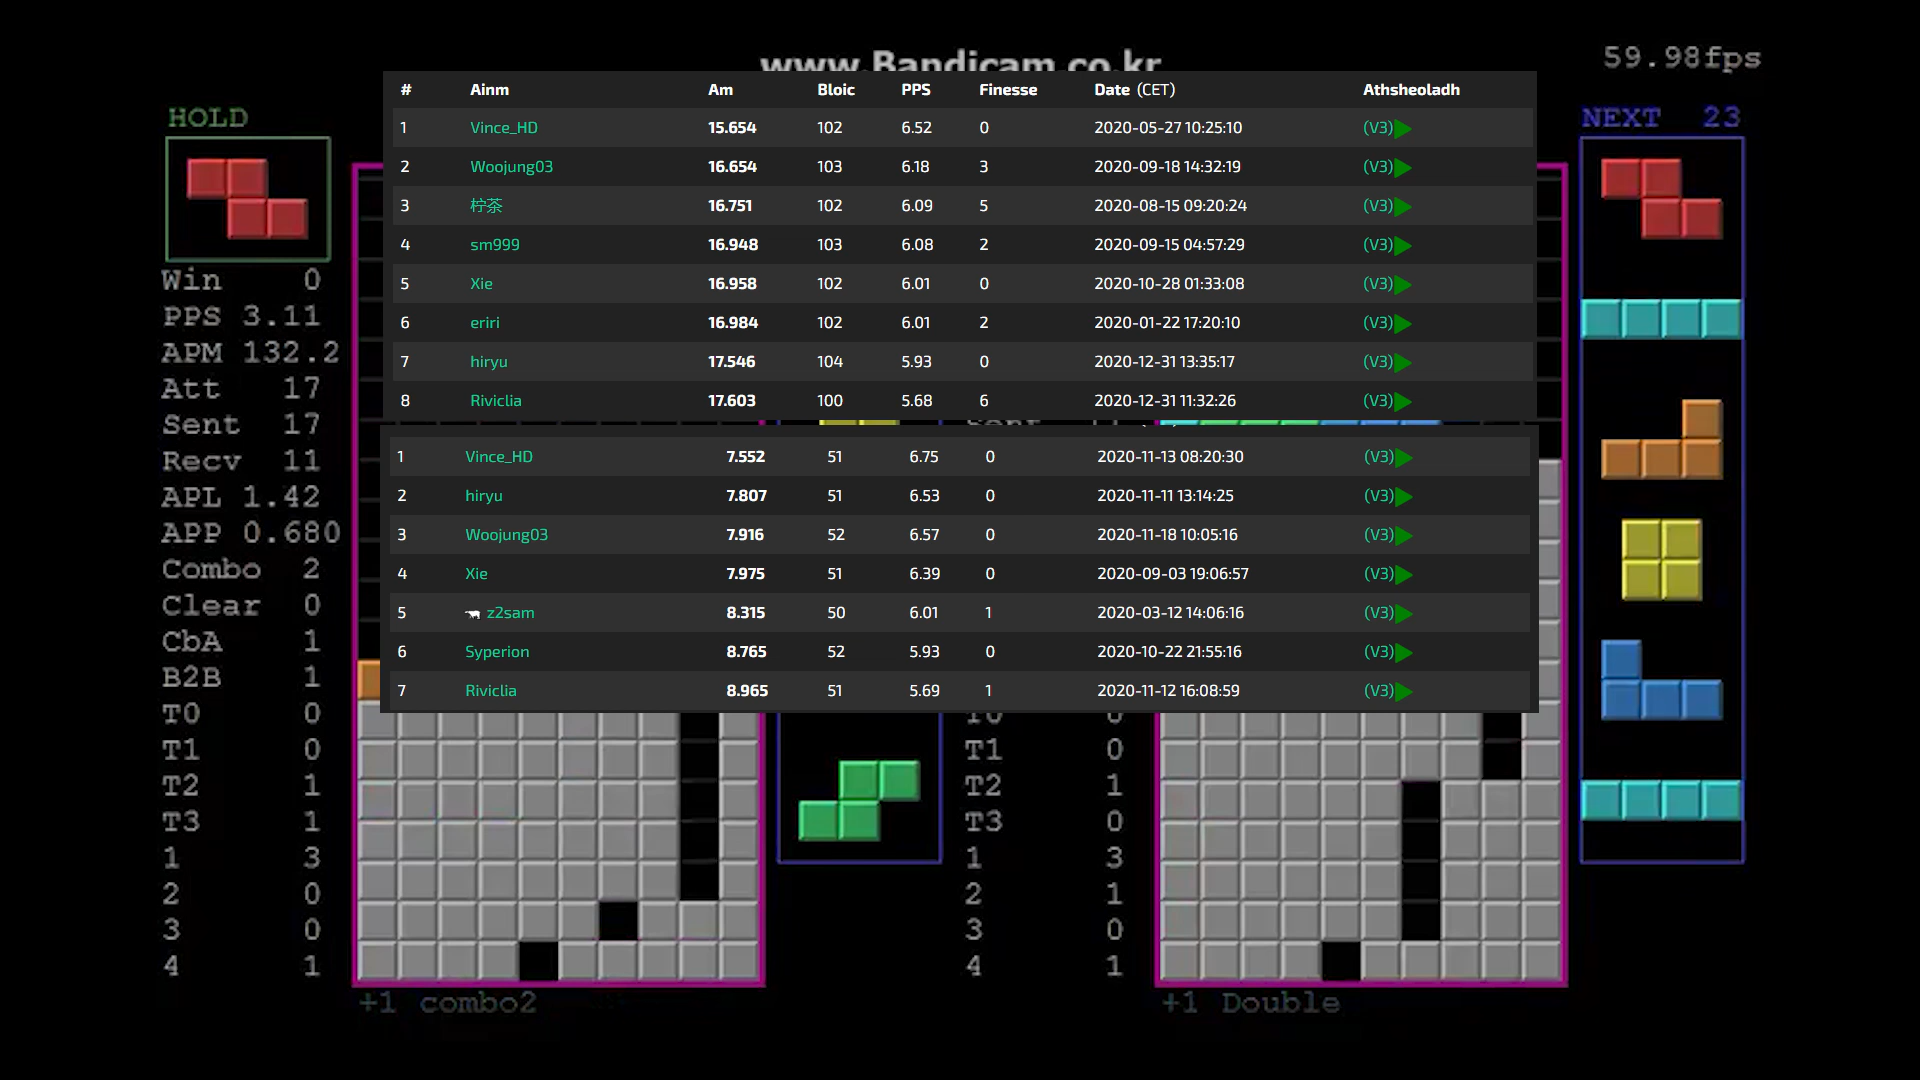 www.Bandicam.co.kr
59.98fps
HOLD
NEXT 23
# Ainm Am Bloic PPS Finesse Date (CET) Athsheoladh
1 Vince_HD 15.654 102 6.52 0 2020-05-27 10:25:10 (V3)
2 Woojung03 16.654 103 6.18 3 2020-09-18 14:32:19 (V3)
3 柠茶 16.751 102 6.09 5 2020-08-15 09:20:24 (V3)
4 sm999 16.948 103 6.08 2 2020-09-15 04:57:29 (V3)
5 Xie 16.958 102 6.01 0 2020-10-28 01:33:08 (V3)
6 eriri 16.984 102 6.01 2 2020-01-22 17:20:10 (V3)
7 hiryu 17.546 104 5.93 0 2020-12-31 13:35:17 (V3)
8 Riviclia 17.603 100 5.68 6 2020-12-31 11:32:26 (V3)
1 Vince_HD 7.552 51 6.75 0 2020-11-13 08:20:30 (V3)
2 hiryu 7.807 51 6.53 0 2020-11-11 13:14:25 (V3)
3 Woojung03 7.916 52 6.57 0 2020-11-18 10:05:16 (V3)
4 Xie 7.975 51 6.39 0 2020-09-03 19:06:57 (V3)
5 z2sam 8.315 50 6.01 1 2020-03-12 14:06:16 (V3)
6 Syperion 8.765 52 5.93 0 2020-10-22 21:55:16 (V3)
7 Riviclia 8.965 51 5.69 1 2020-11-12 16:08:59 (V3)
Win 0
PPS 3.11
APM 132.2
Att 17
Sent 17
Recv 11
APL 1.42
APP 0.680
Combo 2
Clear 0
CbA 1
B2B 1
T0 0
T1 0
T2 1
T3 1
1 3
2 0
3 0
4 1
+1 combo2
T0 0
T1 0
T2 1
T3 0
1 3
2 1
3 0
4 1
+1 Double